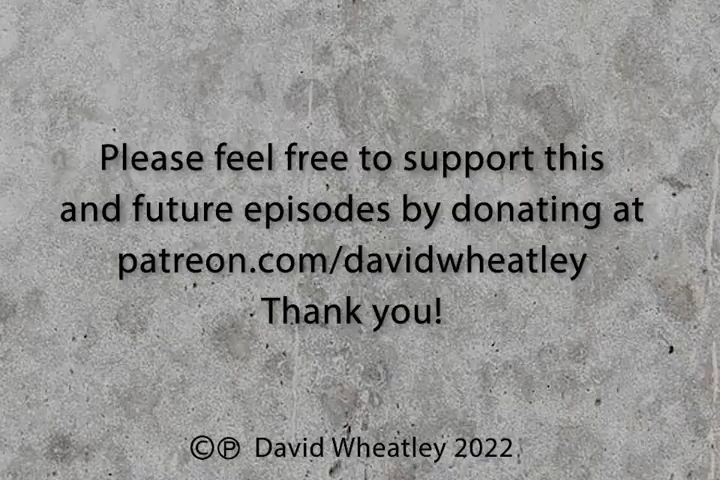 Please feel free to support this
and future episodes by donating at
patreon.com/davidwheatley
Thank you!
©℗ David Wheatley 2022